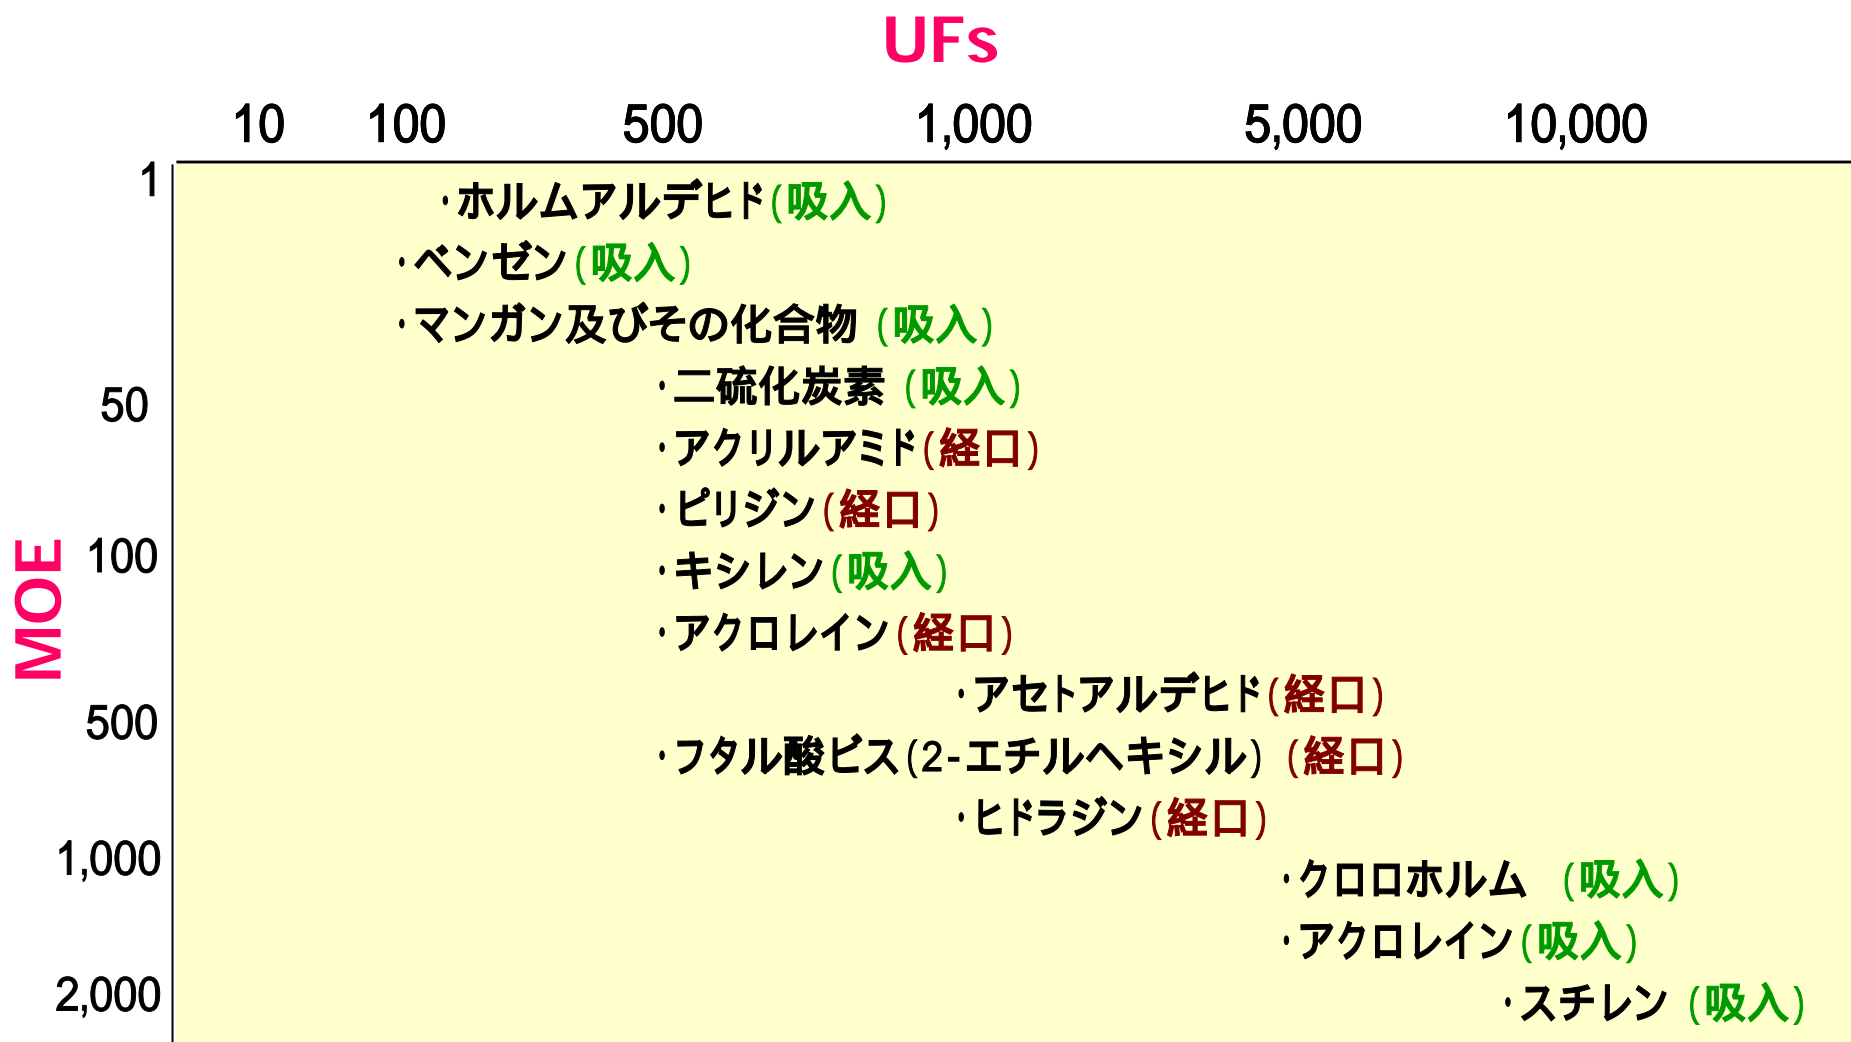 UFs
10 100 500 1,000 5,000 10,000
1
・ホルムアルデヒド(吸入)
・ベンゼン(吸入)
・マンガン及びその化合物 (吸入)
・二硫化炭素 (吸入)
50
・アクリルアミド(経口)
・ピリジン(経口)
100
・キシレン(吸入)
MOE
・アクロレイン(経口)
・アセトアルデヒド(経口)
500
・フタル酸ビス(2-エチルヘキシル) (経口)
・ヒドラジン(経口)
1,000
・クロロホルム (吸入)
・アクロレイン(吸入)
2,000
・スチレン (吸入)